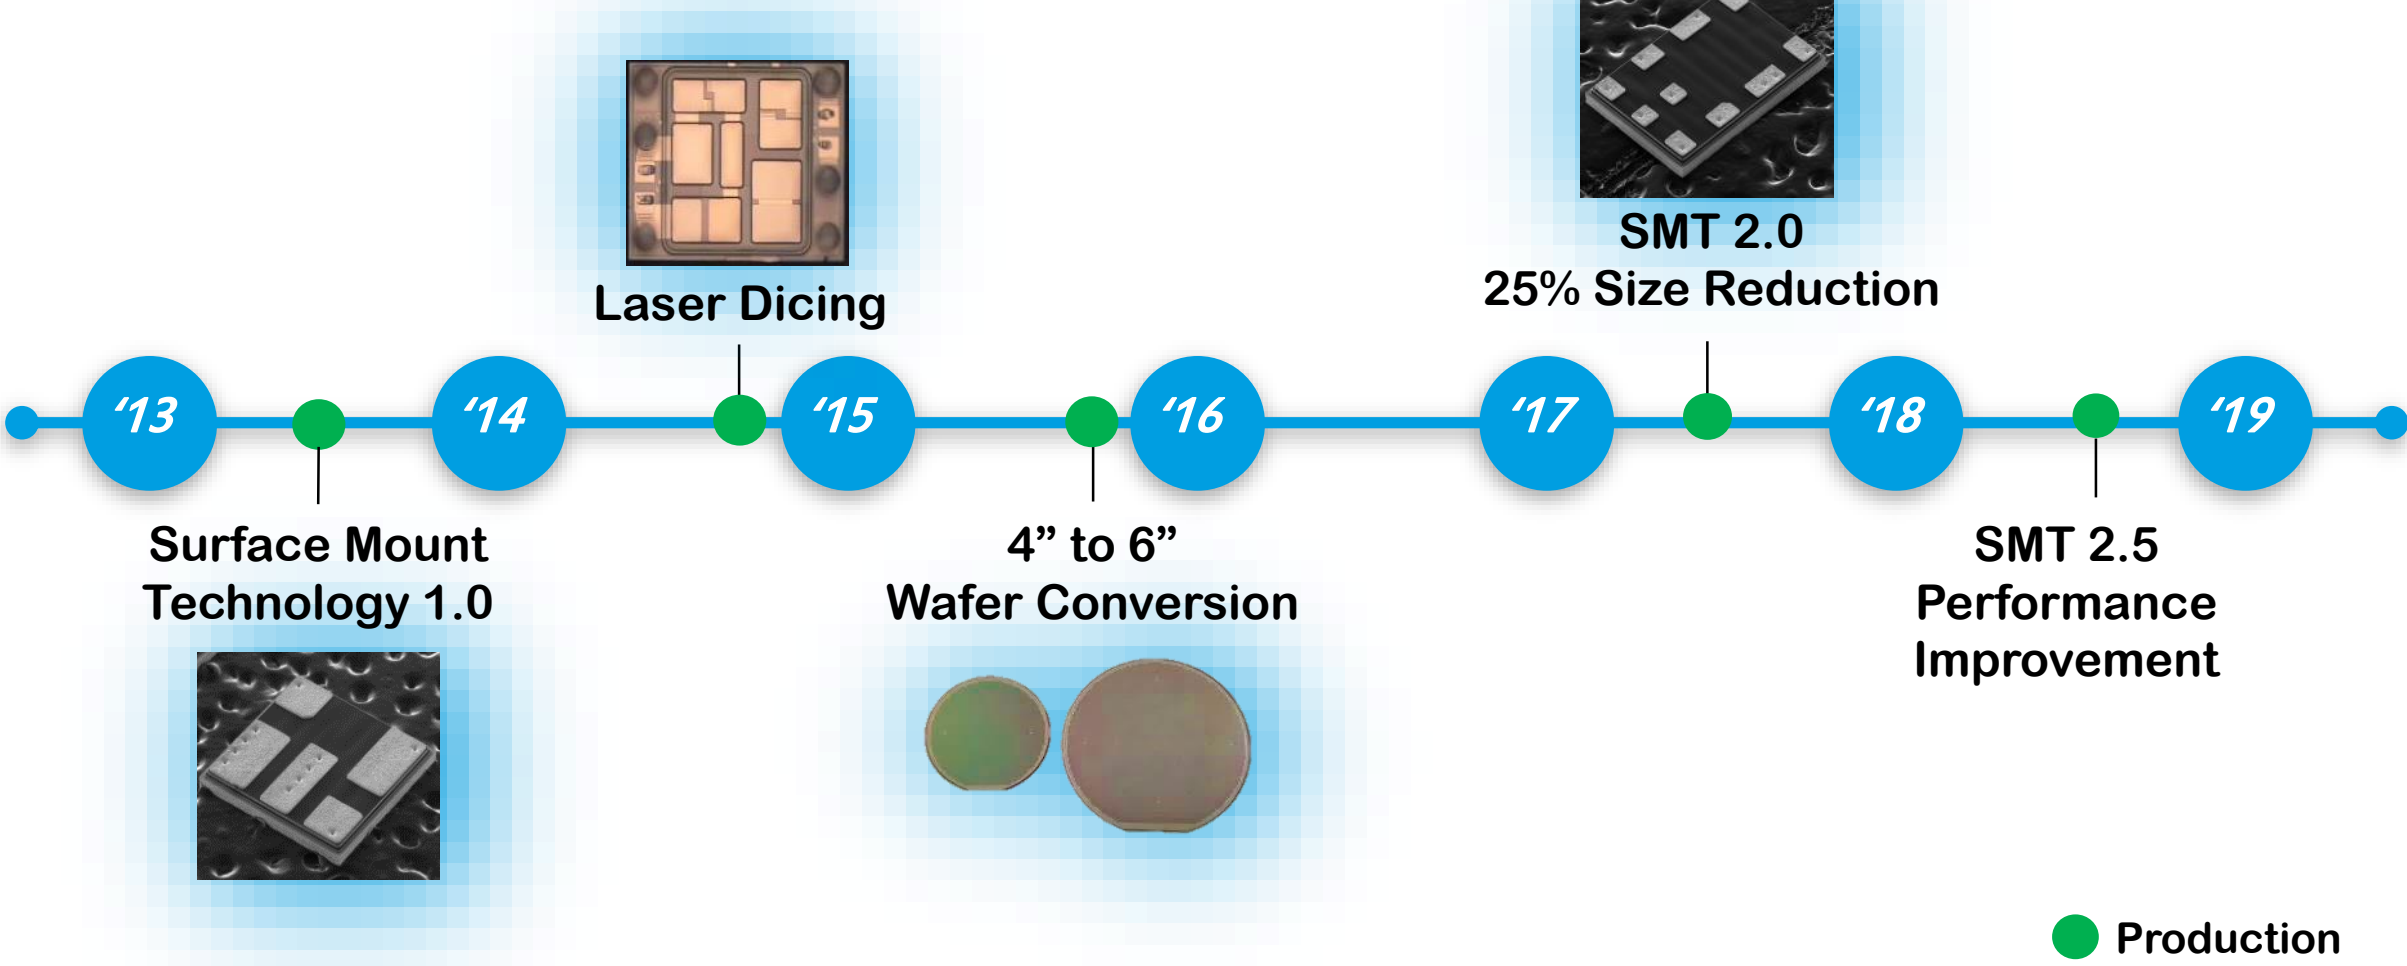 Laser Dicing
SMT 2.0
25% Size Reduction
‘13
‘14
‘15
‘16
‘17
‘18
‘19
Surface Mount
Technology 1.0
4” to 6”
Wafer Conversion
SMT 2.5
Performance
Improvement
Production